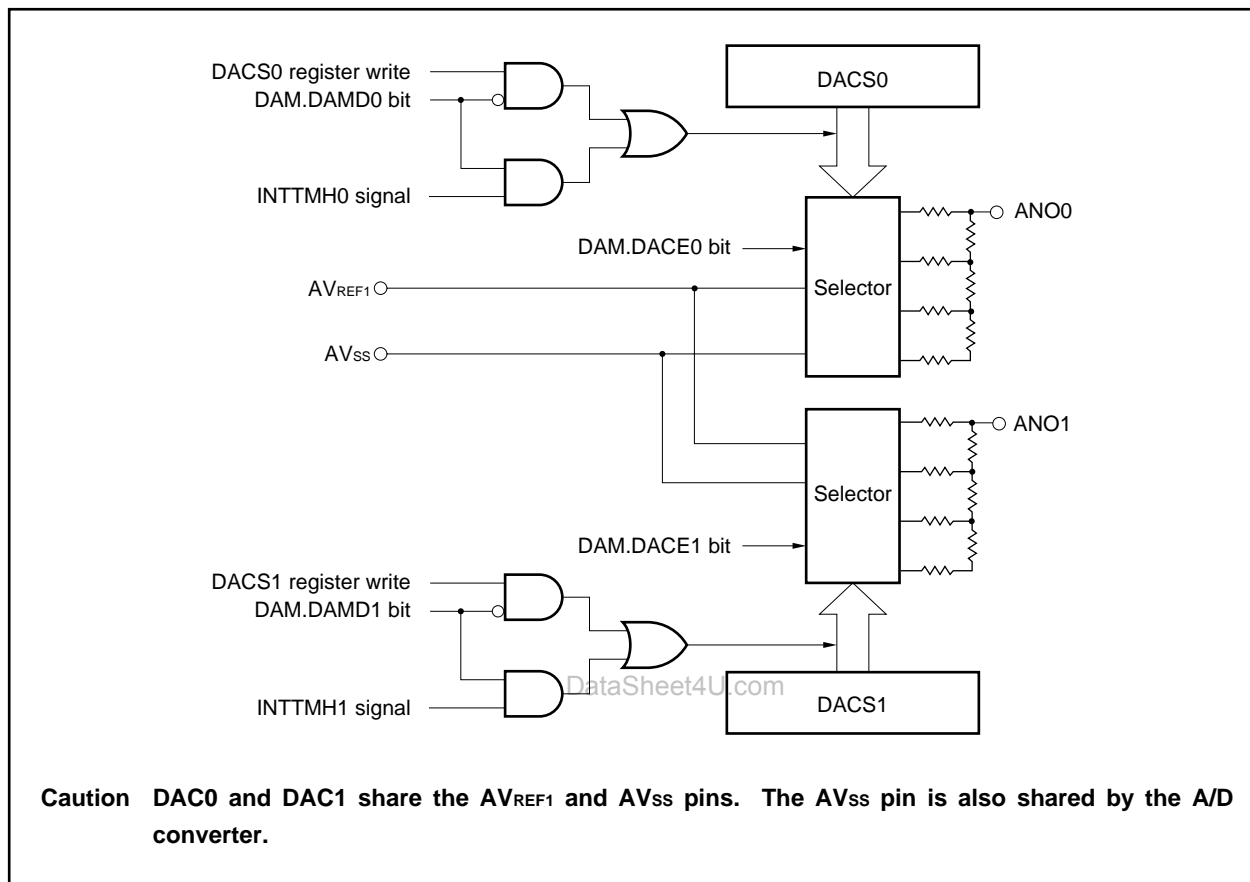 DACS0 register write
DAM.DAMD0 bit
INTTMH0 signal
DACS0
DAM.DACE0 bit
Selector
ANO0
AVREF1
AVSS
ANO1
Selector
DAM.DACE1 bit
DACS1 register write
DAM.DAMD1 bit
INTTMH1 signal
DataSheet4U.com
DACS1
Caution DAC0 and DAC1 share the AVREF1 and AVSS pins. The AVSS pin is also shared by the A/D
converter.